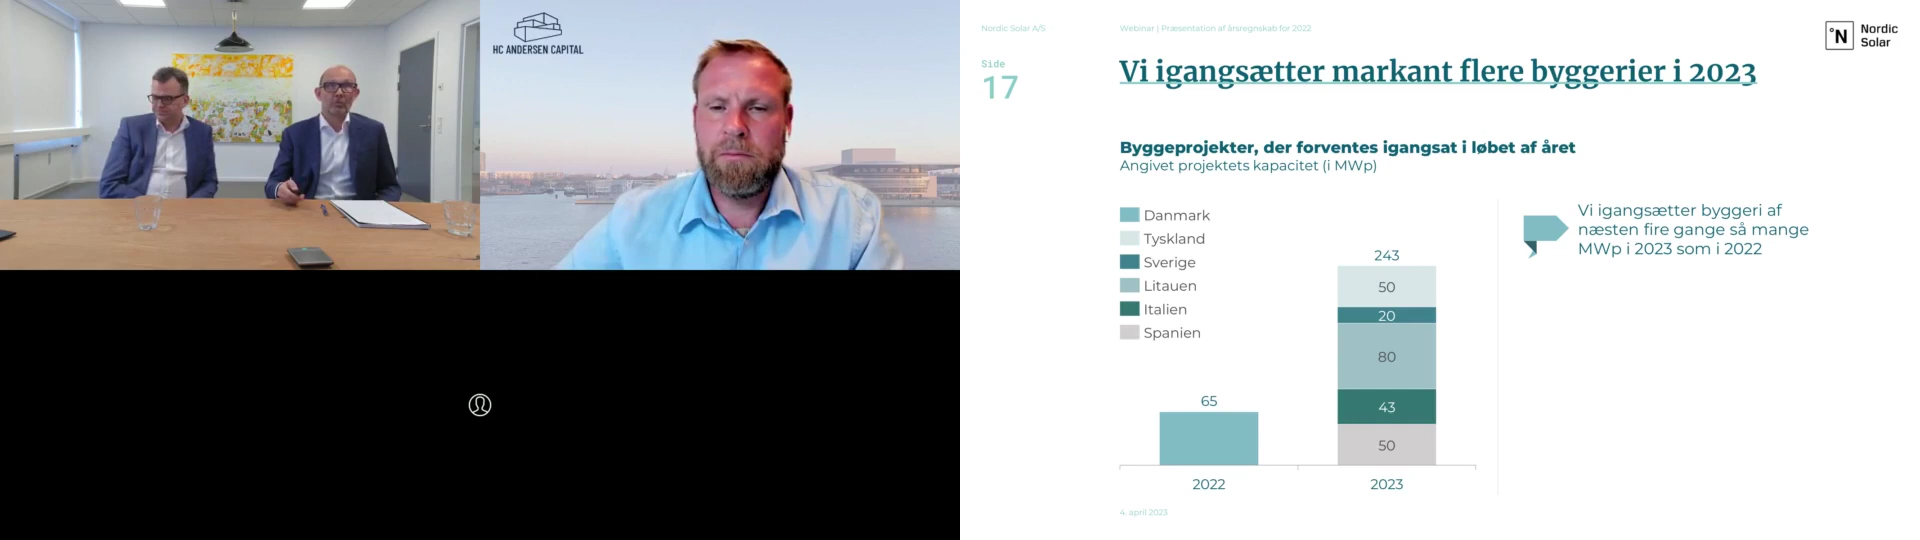 HC ANDERSEN CAPITAL
Nordic Solar A/S
Webinar | Præsentation af årsregnskab for 2022
°N Nordic
Solar
Side
17
Vi igangsætter markant flere byggerier i 2023
Byggeprojekter, der forventes igangsat i løbet af året
Angivet projektets kapacitet (i MWp)
Danmark
Tyskland
Sverige
Litauen
Italien
Spanien
65
243
50
20
80
43
50
2022
2023
Vi igangsætter byggeri af
næsten fire gange så mange
MWp i 2023 som i 2022
4. april 2023